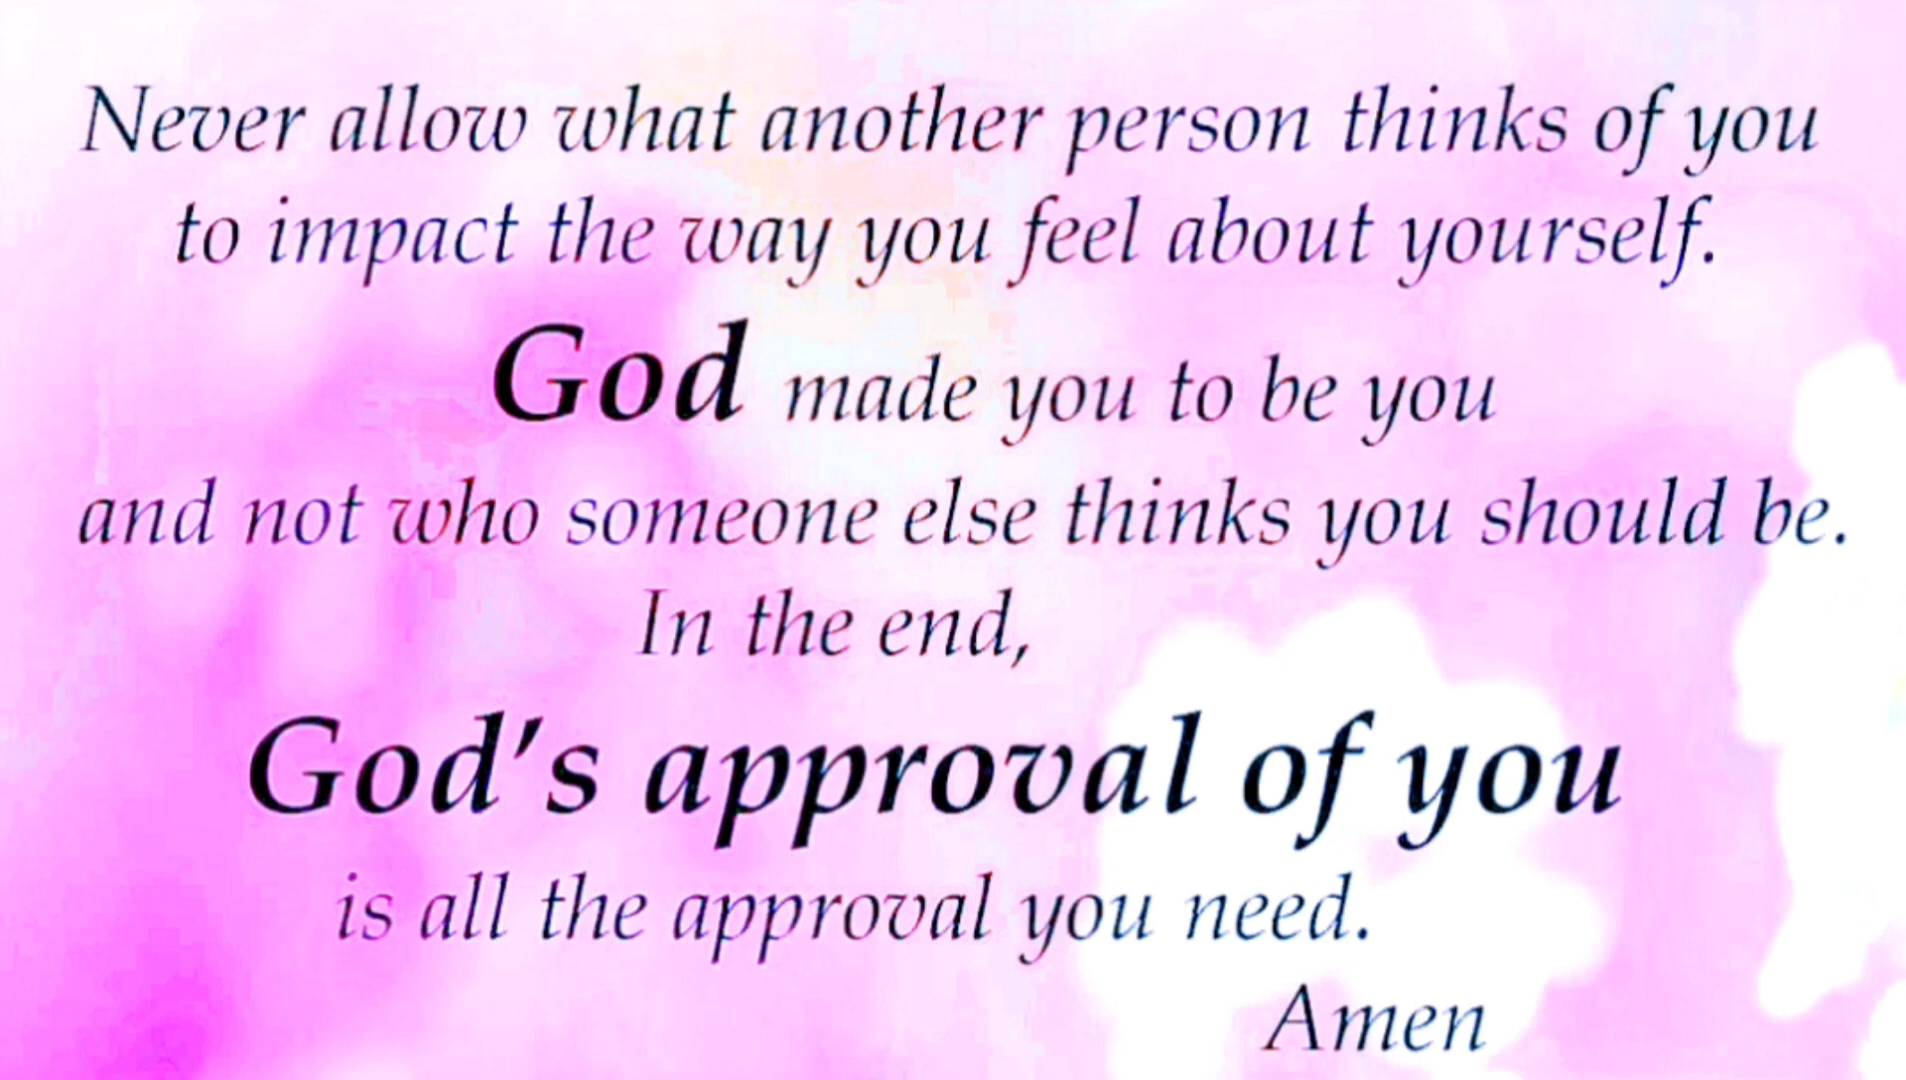 Never allow what another person thinks of you
to impact the way you feel about yourself.
God made you to be you
and not who someone else thinks you should be.
In the end,
God's approval of you
is all the approval you need.
Amen